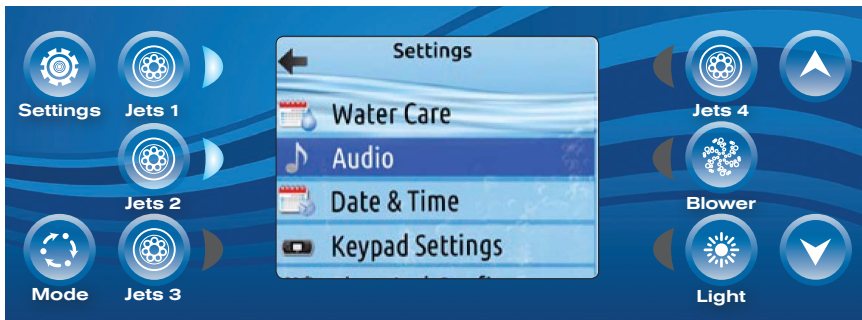 Settings
Jets 1
Jets 2
Mode
Jets 3
Settings
Water Care
Audio
Date & Time
Keypad Settings
Jets 4
Blower
Light